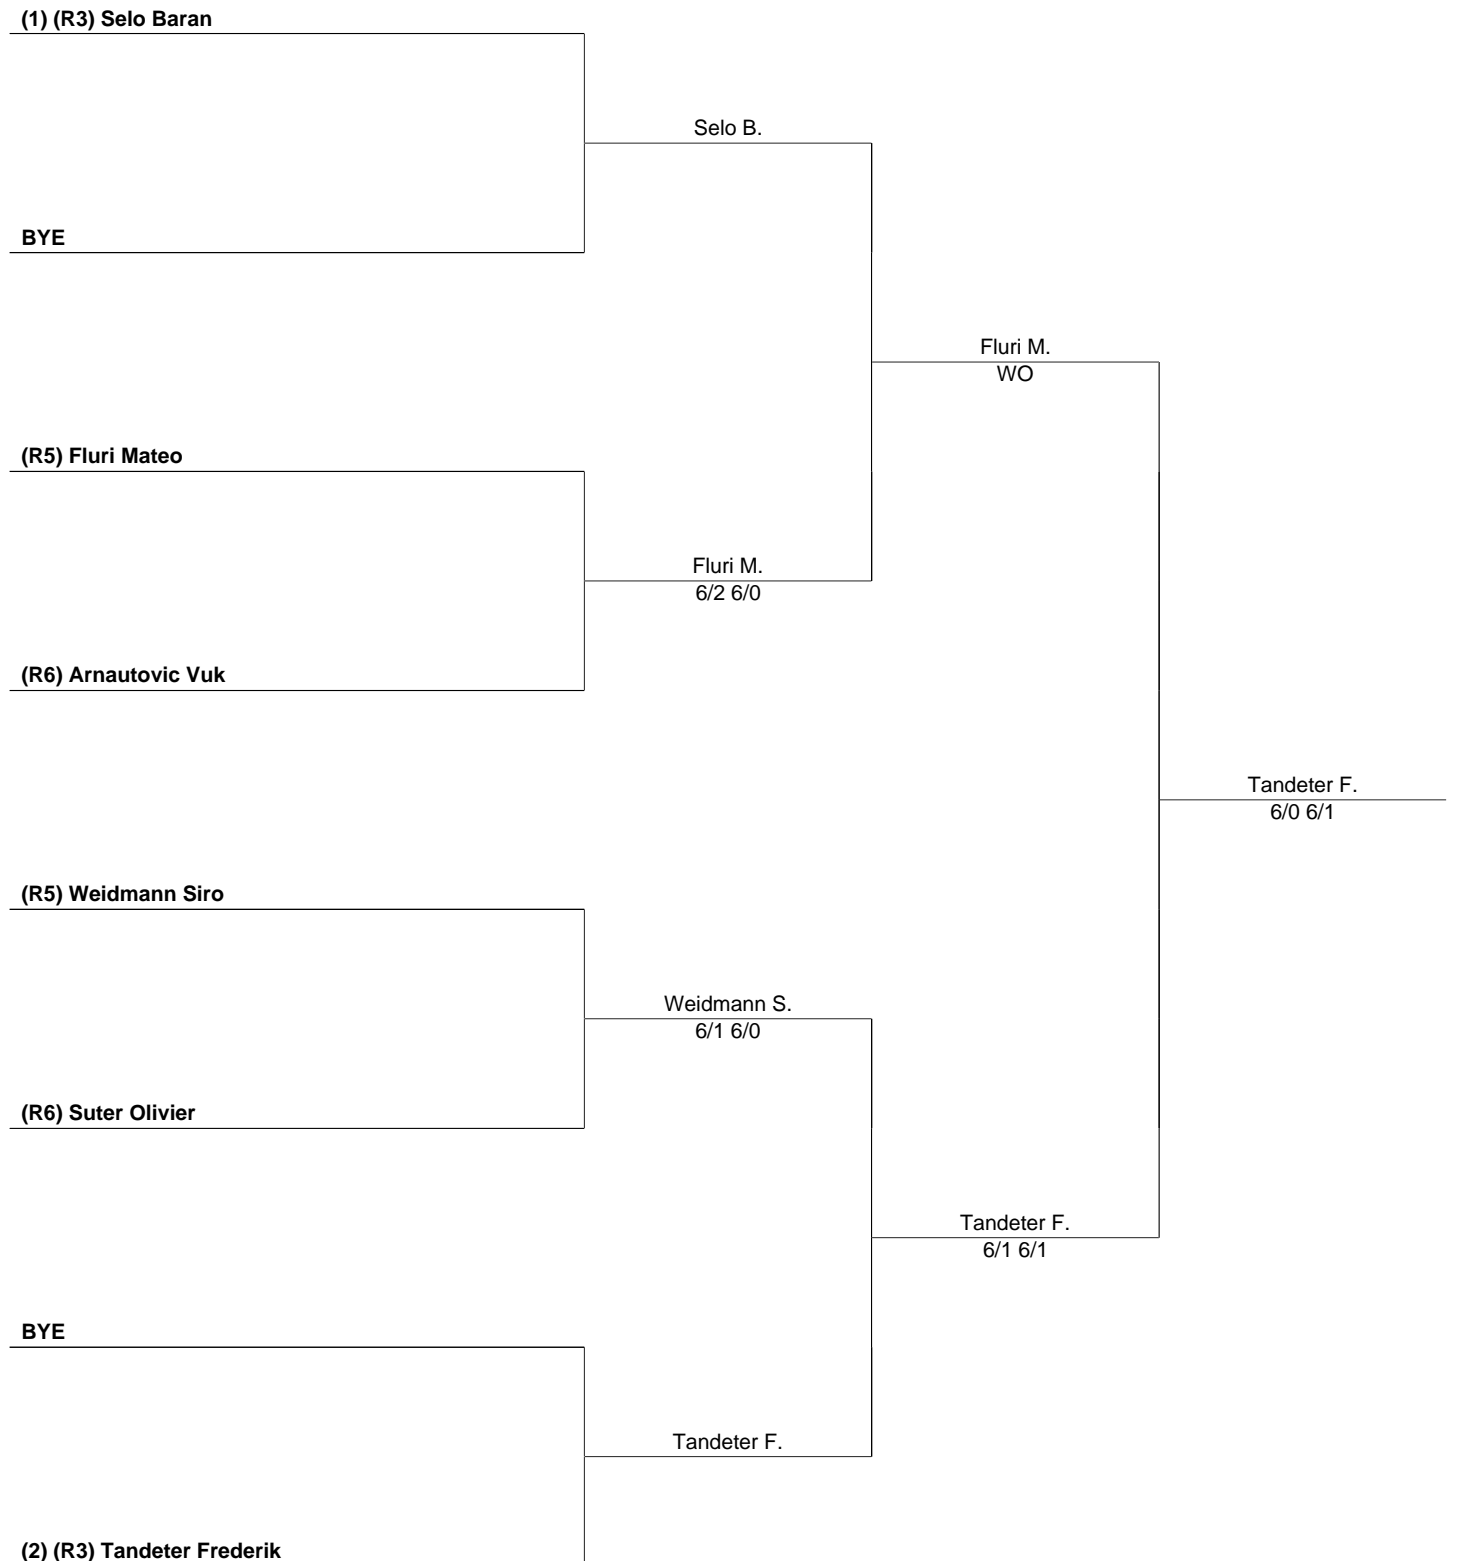 (1) (R3) Selo Baran
Selo B.
BYE
Fluri M.
WO
(R5) Fluri Mateo
Fluri M.
6/2 6/0
(R6) Arnautovic Vuk
Tandeter F.
6/0 6/1
(R5) Weidmann Siro
Weidmann S.
6/1 6/0
(R6) Suter Olivier
Tandeter F.
6/1 6/1
BYE
Tandeter F.
(2) (R3) Tandeter Frederik